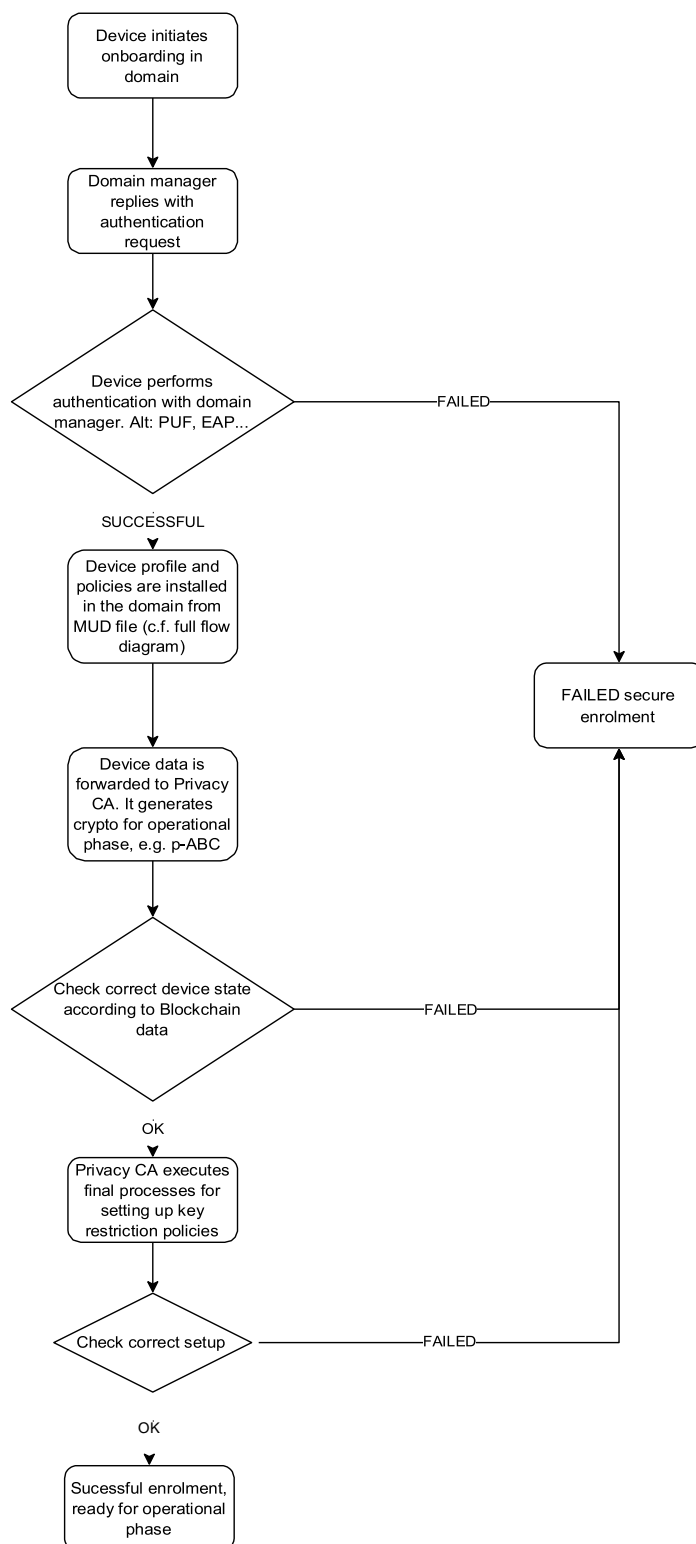 Device initiates
onboarding in
domain
Domain manager
replies with
authentication
request
Device performs
authentication with domain
manager. Alt: PUF, EAP...
FAILED
SUCCESSFUL
Device profile and
policies are installed
in the domain from
MUD file (c.f. full flow
diagram)
FAILED secure
enrolment
Device data is
forwarded to Privacy
CA. It generates
crypto for operational
phase, e.g. p-ABC
Check correct device state
according to Blockchain
data
FAILED
OK
Privacy CA executes
final processes for
setting up key
restriction policies
Check correct setup
FAILED
OK
Sucessful enrolment,
ready for operational
phase